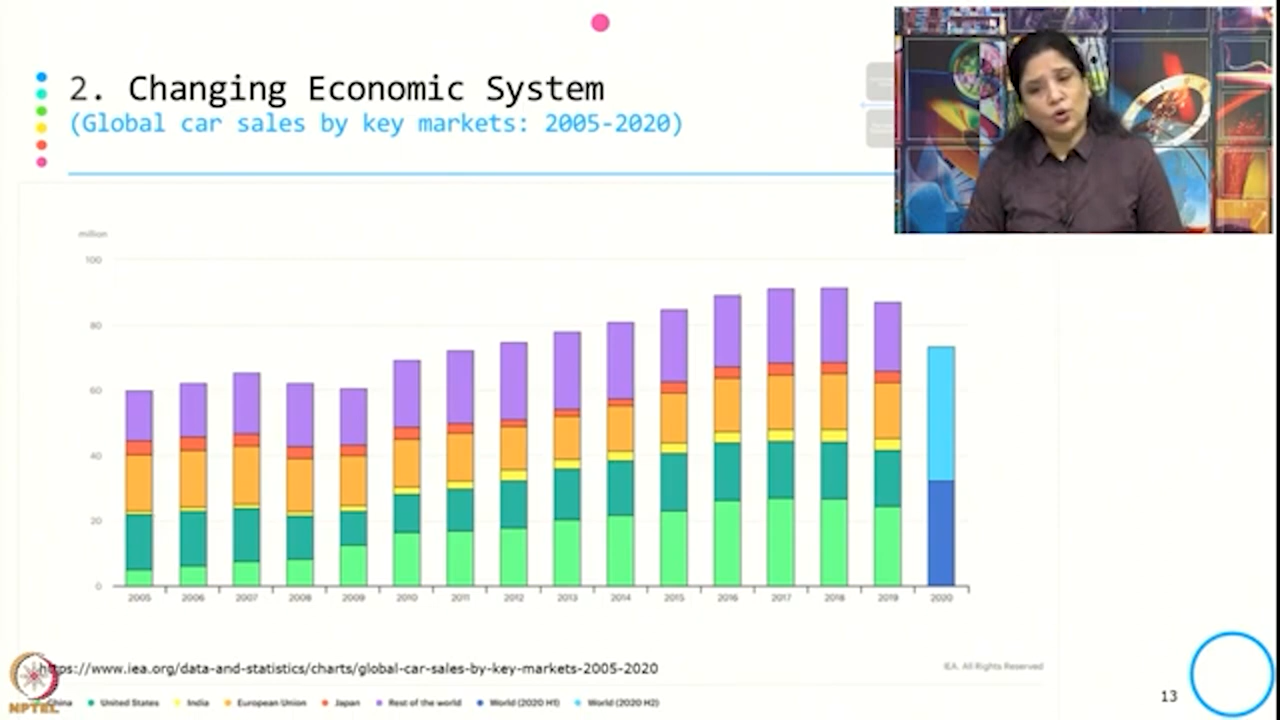 2. Changing Economic System
(Global car sales by key markets: 2005-2020)
million
100
80
60
40
20
0
2005 2006 2007 2008 2009 2010 2011 2012 2013 2014 2015 2016 2017 2018 2019 2020
https://www.iea.org/data-and-statistics/charts/global-car-sales-by-key-markets-2005-2020
IEA. All Rights Reserved
China United States India European Union Japan Rest of the world World (2020 H1) World (2020 H2)
NPTEL
13